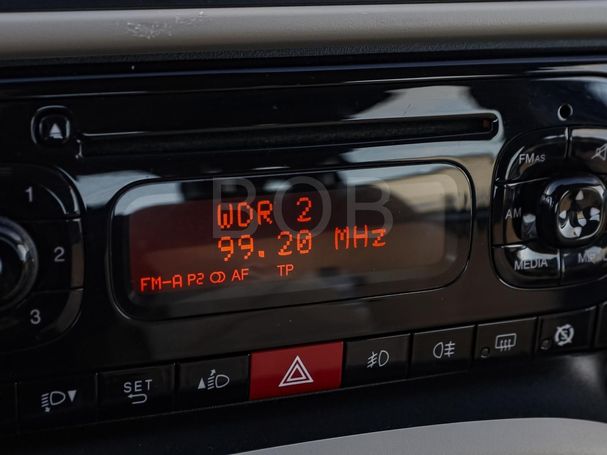 FMAS
1
BOB
WDR 2
99.20 MHz
AM
2
FM-A P2 AF TP
MEDIA
3
SET